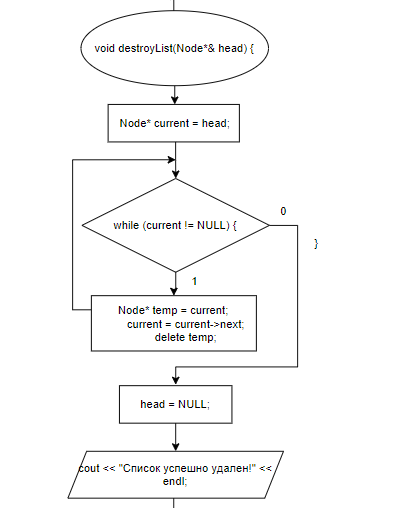 void destroyList(Node*& head) {
Node* current = head;
while (current != NULL) {
0
}
1
Node* temp = current;
current = current->next;
delete temp;
head = NULL;
cout << "Список успешно удален!" <<
endl;